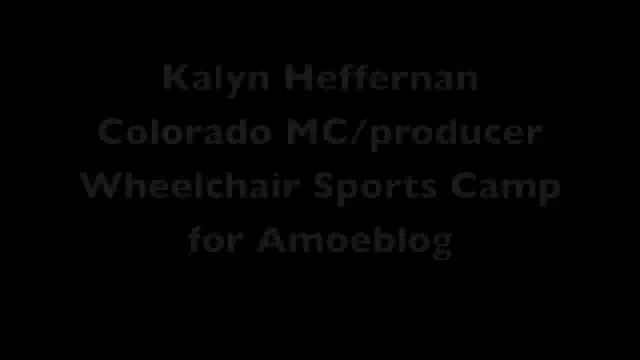 Kalyn Heffernan
Colorado MC/producer
Wheelchair Sports Camp
for Amoeblog